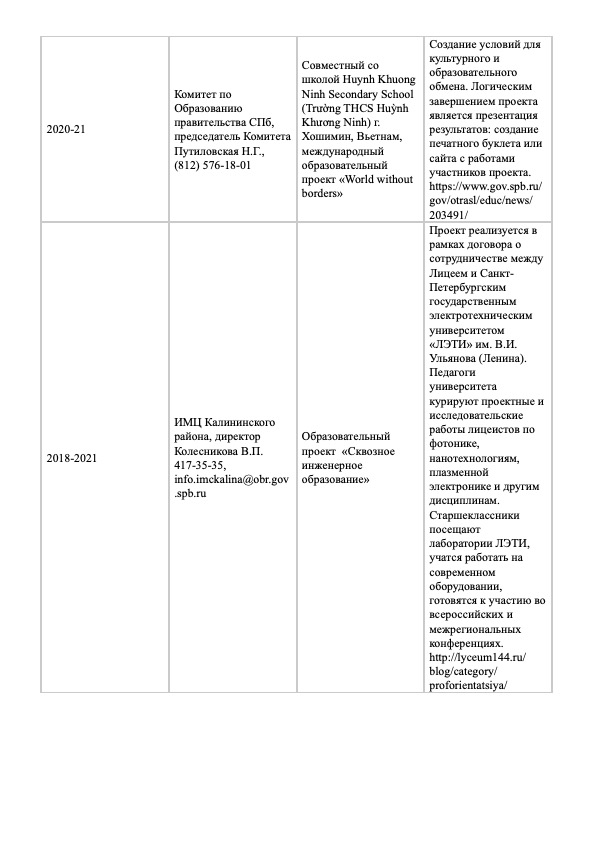 2020-21
Комитет по
Образованию
правительства СПб,
председатель Комитета
Путиловская Н.Г.,
(812) 576-18-01
Совместный со
школой Huynh Khuong
Ninh Secondary School
(Trường THCS Huỳnh
Khương Ninh) г.
Хошимин, Вьетнам,
международный
образовательный
проект «World without
borders»
Создание условий для
культурного и
образовательного
обмена. Логическим
завершением проекта
является презентация
результатов: создание
печатного буклета или
сайта с работами
участников проекта.
https://www.gov.spb.ru/
gov/otrasl/educ/news/
203491/
2018-2021
ИМЦ Калининского
района, директор
Колесникова В.П.
417-35-35,
info.imckalina@obr.gov
.spb.ru
Образовательный
проект «Сквозное
инженерное
образование»
Проект реализуется в
рамках договора о
сотрудничестве между
Лицеем и Санкт-
Петербургским
государственным
электротехническим
университетом
«ЛЭТИ» им. В.И.
Ульянова (Ленина).
Педагоги
университета
курируют проектные и
исследовательские
работы лицеистов по
фотонике,
нанотехнологиям,
плазменной
электронике и другим
дисциплинам.
Старшеклассники
посещают
лаборатории ЛЭТИ,
учатся работать на
современном
оборудовании,
готовятся к участию во
всероссийских и
межрегиональных
конференциях.
http://lyceum144.ru/
blog/category/
proforientatsiya/